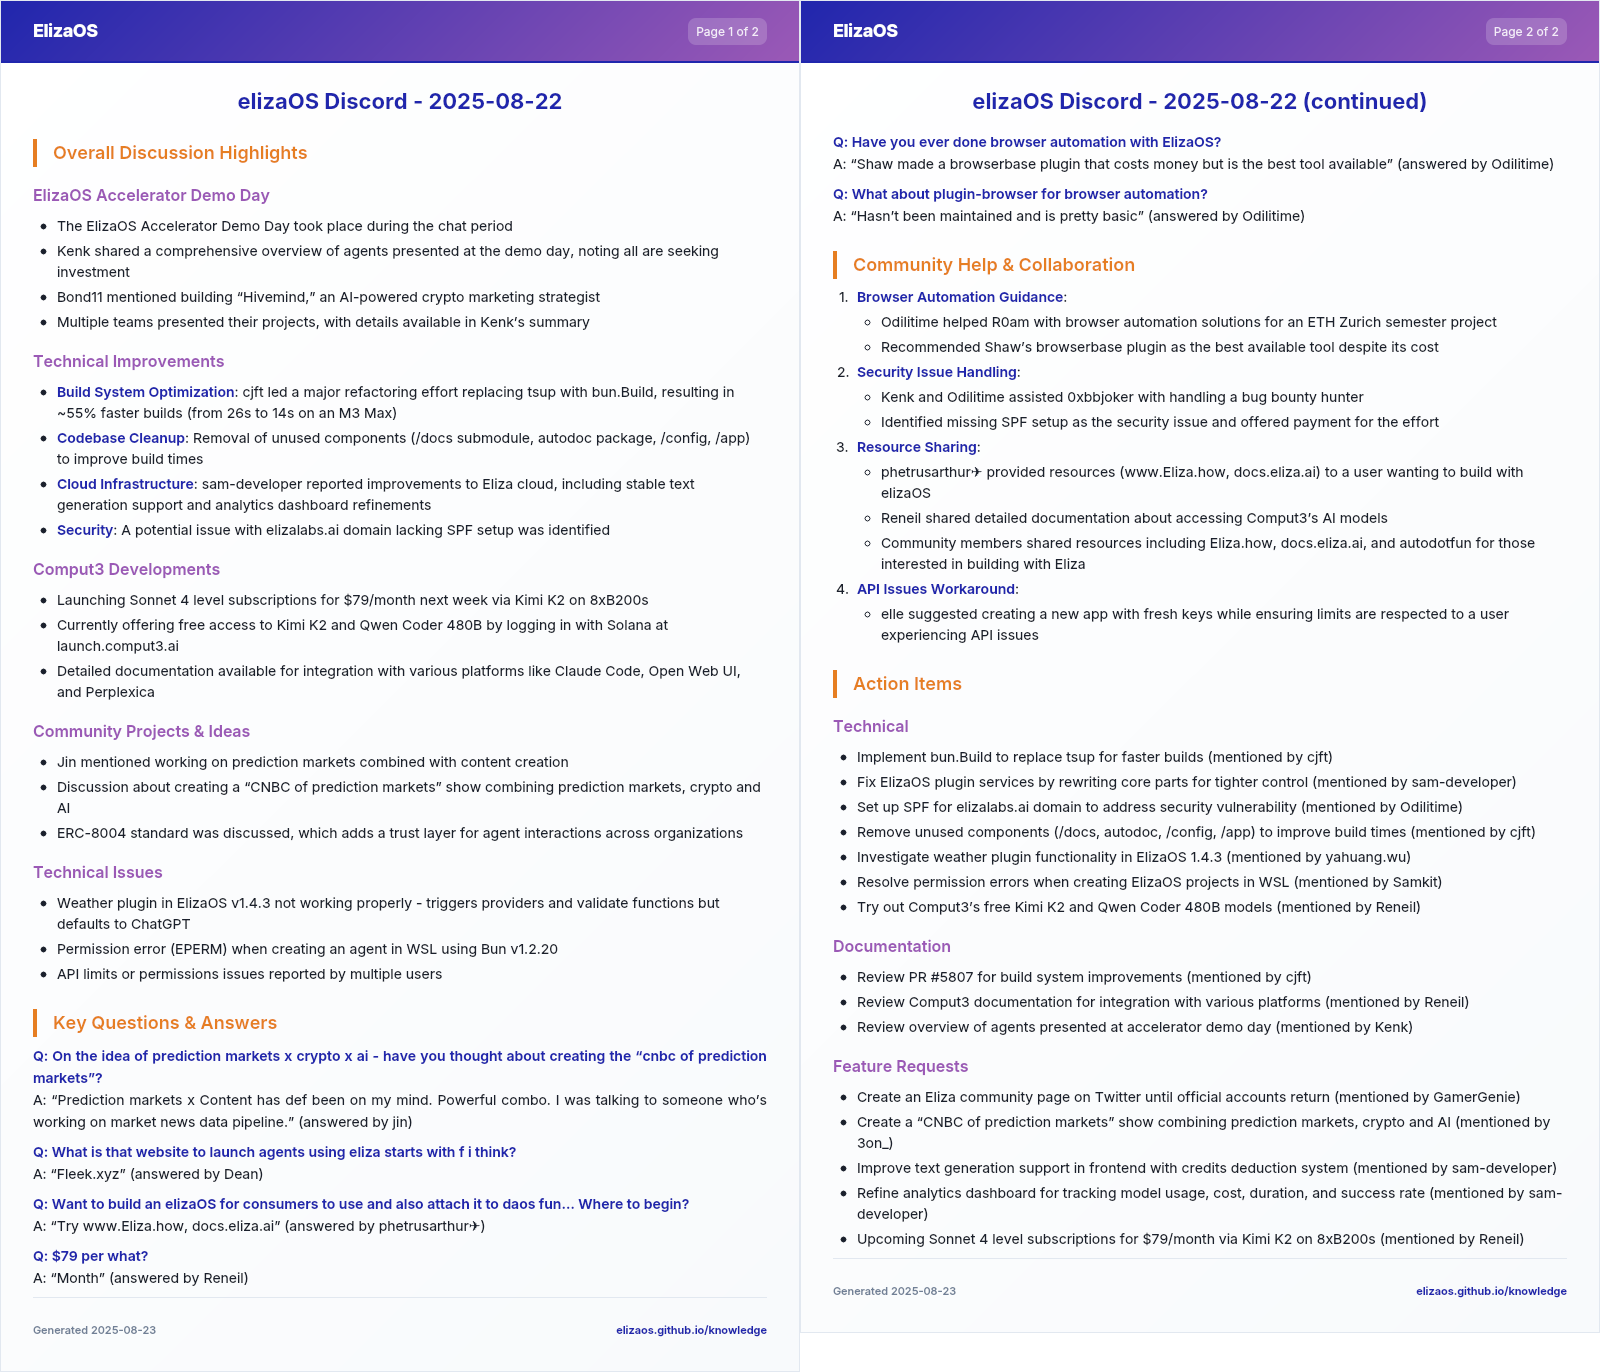 ElizaOS
Page 1 of 2
elizaOS Discord - 2025-08-22
Overall Discussion Highlights
ElizaOS Accelerator Demo Day
• The ElizaOS Accelerator Demo Day took place during the chat period
• Kenk shared a comprehensive overview of agents presented at the demo day, noting all are seeking
investment
• Bond11 mentioned building “Hivemind,” an AI-powered crypto marketing strategist
• Multiple teams presented their projects, with details available in Kenk’s summary
Technical Improvements
• Build System Optimization: cjft led a major refactoring effort replacing tsup with bun.Build, resulting in
~55% faster builds (from 26s to 14s on an M3 Max)
• Codebase Cleanup: Removal of unused components (/docs submodule, autodoc package, /config, /app)
to improve build times
• Cloud Infrastructure: sam-developer reported improvements to Eliza cloud, including stable text
generation support and analytics dashboard refinements
• Security: A potential issue with elizalabs.ai domain lacking SPF setup was identified
Comput3 Developments
• Launching Sonnet 4 level subscriptions for $79/month next week via Kimi K2 on 8xB200s
• Currently offering free access to Kimi K2 and Qwen Coder 480B by logging in with Solana at
launch.comput3.ai
• Detailed documentation available for integration with various platforms like Claude Code, Open Web UI,
and Perplexica
Community Projects & Ideas
• Jin mentioned working on prediction markets combined with content creation
• Discussion about creating a “CNBC of prediction markets” show combining prediction markets, crypto and
AI
• ERC-8004 standard was discussed, which adds a trust layer for agent interactions across organizations
Technical Issues
• Weather plugin in ElizaOS v1.4.3 not working properly - triggers providers and validate functions but
defaults to ChatGPT
• Permission error (EPERM) when creating an agent in WSL using Bun v1.2.20
• API limits or permissions issues reported by multiple users
Key Questions & Answers
Q: On the idea of prediction markets x crypto x ai - have you thought about creating the “cnbc of prediction
markets”?
A: “Prediction markets x Content has def been on my mind. Powerful combo. I was talking to someone who’s
working on market news data pipeline.” (answered by jin)
Q: What is that website to launch agents using eliza starts with f i think?
A: “Fleek.xyz” (answered by Dean)
Q: Want to build an elizaOS for consumers to use and also attach it to daos fun… Where to begin?
A: “Try www.Eliza.how, docs.eliza.ai” (answered by phetrusarthur✈)
Q: $79 per what?
A: “Month” (answered by Reneil)
Generated 2025-08-23
elizaos.github.io/knowledge
ElizaOS
Page 2 of 2
elizaOS Discord - 2025-08-22 (continued)
Q: Have you ever done browser automation with ElizaOS?
A: “Shaw made a browserbase plugin that costs money but is the best tool available” (answered by Odilitime)
Q: What about plugin-browser for browser automation?
A: “Hasn’t been maintained and is pretty basic” (answered by Odilitime)
Community Help & Collaboration
1. Browser Automation Guidance:
◦ Odilitime helped R0am with browser automation solutions for an ETH Zurich semester project
◦ Recommended Shaw’s browserbase plugin as the best available tool despite its cost
2. Security Issue Handling:
◦ Kenk and Odilitime assisted 0xbbjoker with handling a bug bounty hunter
◦ Identified missing SPF setup as the security issue and offered payment for the effort
3. Resource Sharing:
◦ phetrusarthur✈ provided resources (www.Eliza.how, docs.eliza.ai) to a user wanting to build with
elizaOS
◦ Reneil shared detailed documentation about accessing Comput3’s AI models
◦ Community members shared resources including Eliza.how, docs.eliza.ai, and autodotfun for those
interested in building with Eliza
4. API Issues Workaround:
◦ elle suggested creating a new app with fresh keys while ensuring limits are respected to a user
experiencing API issues
Action Items
Technical
• Implement bun.Build to replace tsup for faster builds (mentioned by cjft)
• Fix ElizaOS plugin services by rewriting core parts for tighter control (mentioned by sam-developer)
• Set up SPF for elizalabs.ai domain to address security vulnerability (mentioned by Odilitime)
• Remove unused components (/docs, autodoc, /config, /app) to improve build times (mentioned by cjft)
• Investigate weather plugin functionality in ElizaOS 1.4.3 (mentioned by yahuang.wu)
• Resolve permission errors when creating ElizaOS projects in WSL (mentioned by Samkit)
• Try out Comput3’s free Kimi K2 and Qwen Coder 480B models (mentioned by Reneil)
Documentation
• Review PR #5807 for build system improvements (mentioned by cjft)
• Review Comput3 documentation for integration with various platforms (mentioned by Reneil)
• Review overview of agents presented at accelerator demo day (mentioned by Kenk)
Feature Requests
• Create an Eliza community page on Twitter until official accounts return (mentioned by GamerGenie)
• Create a “CNBC of prediction markets” show combining prediction markets, crypto and AI (mentioned by
3on_)
• Improve text generation support in frontend with credits deduction system (mentioned by sam-developer)
• Refine analytics dashboard for tracking model usage, cost, duration, and success rate (mentioned by sam-
developer)
• Upcoming Sonnet 4 level subscriptions for $79/month via Kimi K2 on 8xB200s (mentioned by Reneil)
Generated 2025-08-23
elizaos.github.io/knowledge